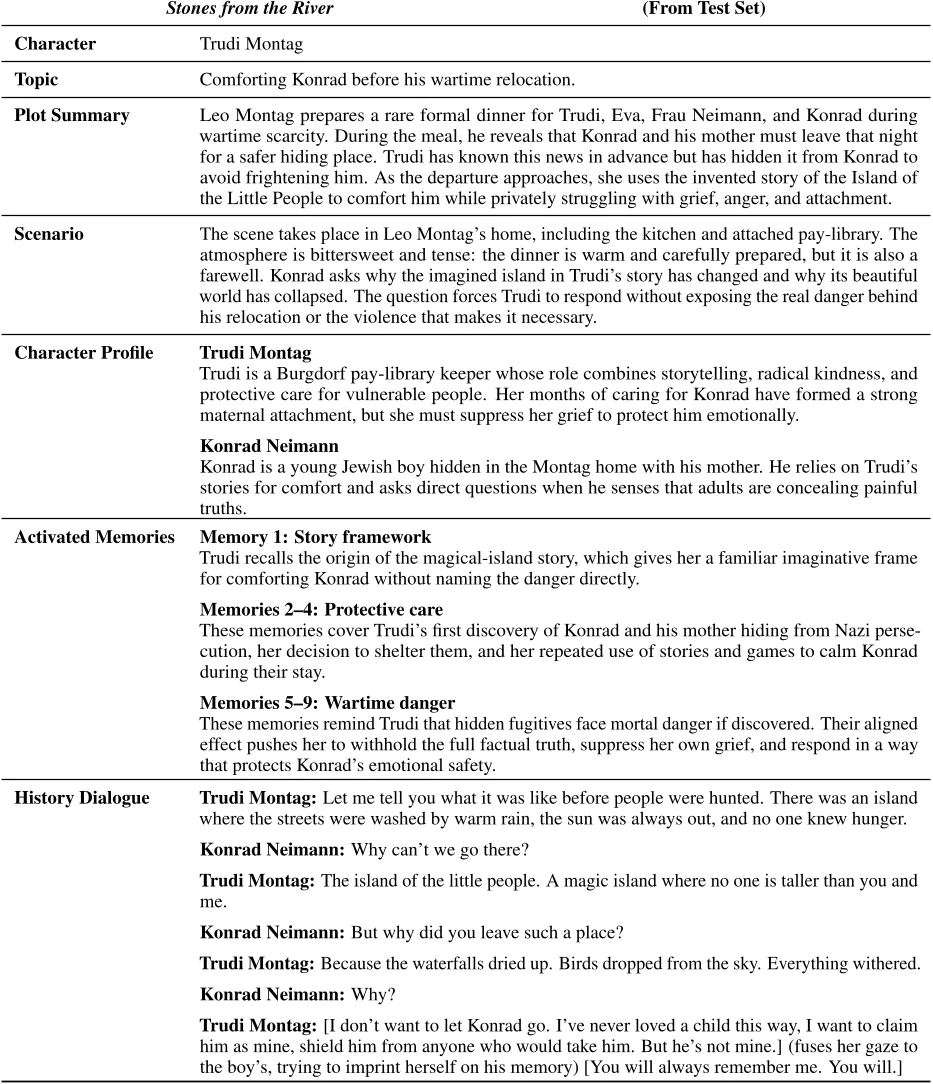 Stones from the River (From Test Set)
Character Trudi Montag
Topic Comforting Konrad before his wartime relocation.
Plot Summary Leo Montag prepares a rare formal dinner for Trudi, Eva, Frau Neimann, and Konrad during
wartime scarcity. During the meal, he reveals that Konrad and his mother must leave that night
for a safer hiding place. Trudi has known this news in advance but has hidden it from Konrad to
avoid frightening him. As the departure approaches, she uses the invented story of the Island of
the Little People to comfort him while privately struggling with grief, anger, and attachment.
Scenario The scene takes place in Leo Montag's home, including the kitchen and attached pay-library. The
atmosphere is bittersweet and tense: the dinner is warm and carefully prepared, but it is also a
farewell. Konrad asks why the imagined island in Trudi's story has changed and why its beautiful
world has collapsed. The question forces Trudi to respond without exposing the real danger behind
his relocation or the violence that makes it necessary.
Character Profile Trudi Montag
Trudi is a Burgdorf pay-library keeper whose role combines storytelling, radical kindness, and
protective care for vulnerable people. Her months of caring for Konrad have formed a strong
maternal attachment, but she must suppress her grief to protect him emotionally.
Konrad Neimann
Konrad is a young Jewish boy hidden in the Montag home with his mother. He relies on Trudi's
stories for comfort and asks direct questions when he senses that adults are concealing painful
truths.
Activated Memories Memory 1: Story framework
Trudi recalls the origin of the magical-island story, which gives her a familiar imaginative frame
for comforting Konrad without naming the danger directly.
Memories 2–4: Protective care
These memories cover Trudi's first discovery of Konrad and his mother hiding from Nazi perse-
cution, her decision to shelter them, and her repeated use of stories and games to calm Konrad
during their stay.
Memories 5–9: Wartime danger
These memories remind Trudi that hidden fugitives face mortal danger if discovered. Their aligned
effect pushes her to withhold the full factual truth, suppress her own grief, and respond in a way
that protects Konrad's emotional safety.
History Dialogue Trudi Montag: Let me tell you what it was like before people were hunted. There was an island
where the streets were washed by warm rain, the sun was always out, and no one knew hunger.
Konrad Neimann: Why can't we go there?
Trudi Montag: The island of the little people. A magic island where no one is taller than you and
me.
Konrad Neimann: But why did you leave such a place?
Trudi Montag: Because the waterfalls dried up. Birds dropped from the sky. Everything withered.
Konrad Neimann: Why?
Trudi Montag: [I don't want to let Konrad go. I've never loved a child this way, I want to claim
him as mine, shield him from anyone who would take him. But he's not mine.] (fuses her gaze to
the boy's, trying to imprint herself on his memory) [You will always remember me. You will.]